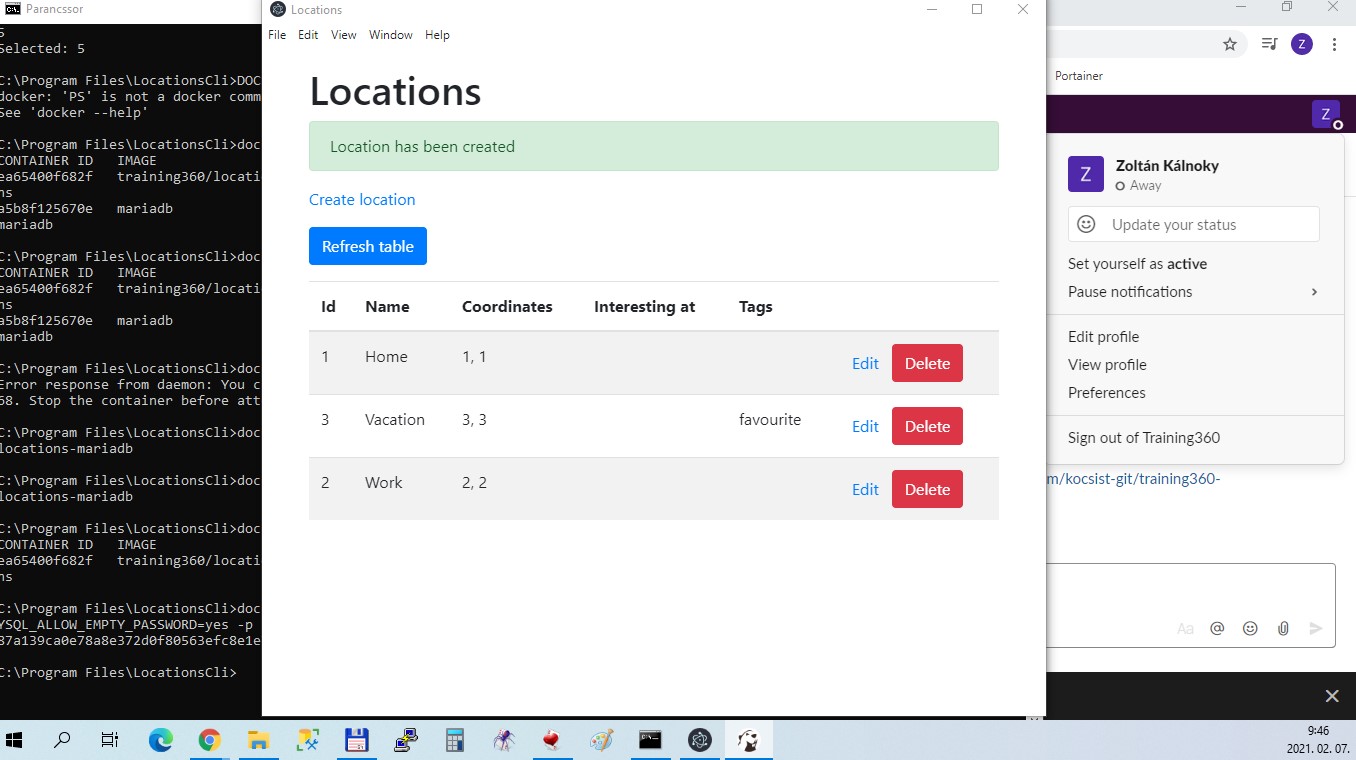 Parancssor
5
Selected: 5
C:\Program Files\LocationsCli>DOC
docker: 'PS' is not a docker comm
See 'docker --help'
C:\Program Files\LocationsCli>doc
CONTAINER ID IMAGE
ea65400f682f training360/locati
ns
a5b8f125670e mariadb
mariadb
C:\Program Files\LocationsCli>doc
CONTAINER ID IMAGE
ea65400f682f training360/locati
ns
a5b8f125670e mariadb
mariadb
C:\Program Files\LocationsCli>doc
Error response from daemon: You c
68. Stop the container before att
C:\Program Files\LocationsCli>doc
locations-mariadb
C:\Program Files\LocationsCli>doc
locations-mariadb
C:\Program Files\LocationsCli>doc
CONTAINER ID IMAGE
ea65400f682f training360/locati
ns
C:\Program Files\LocationsCli>doc
YSQL_ALLOW_EMPTY_PASSWORD=yes -p
87a139ca0e78a8e372d0f80563efc8e1e
C:\Program Files\LocationsCli>
Locations
File Edit View Window Help
Locations
Location has been created
Create location
Refresh table
Id Name Coordinates Interesting at Tags
1 Home 1, 1 Edit Delete
3 Vacation 3, 3 favourite Edit Delete
2 Work 2, 2 Edit Delete
Z
Portainer
Z
Z
Zoltán Kálnoky
Away
Update your status
Set yourself as active
Pause notifications
Edit profile
View profile
Preferences
Sign out of Training360
m/kocsist-git/training360-
Aa @
9:46
2021. 02. 07.